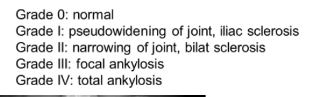 Grade 0: normal
Grade I: pseudowidening of joint, iliac sclerosis
Grade II: narrowing of joint, bilat sclerosis
Grade III: focal ankylosis
Grade IV: total ankylosis